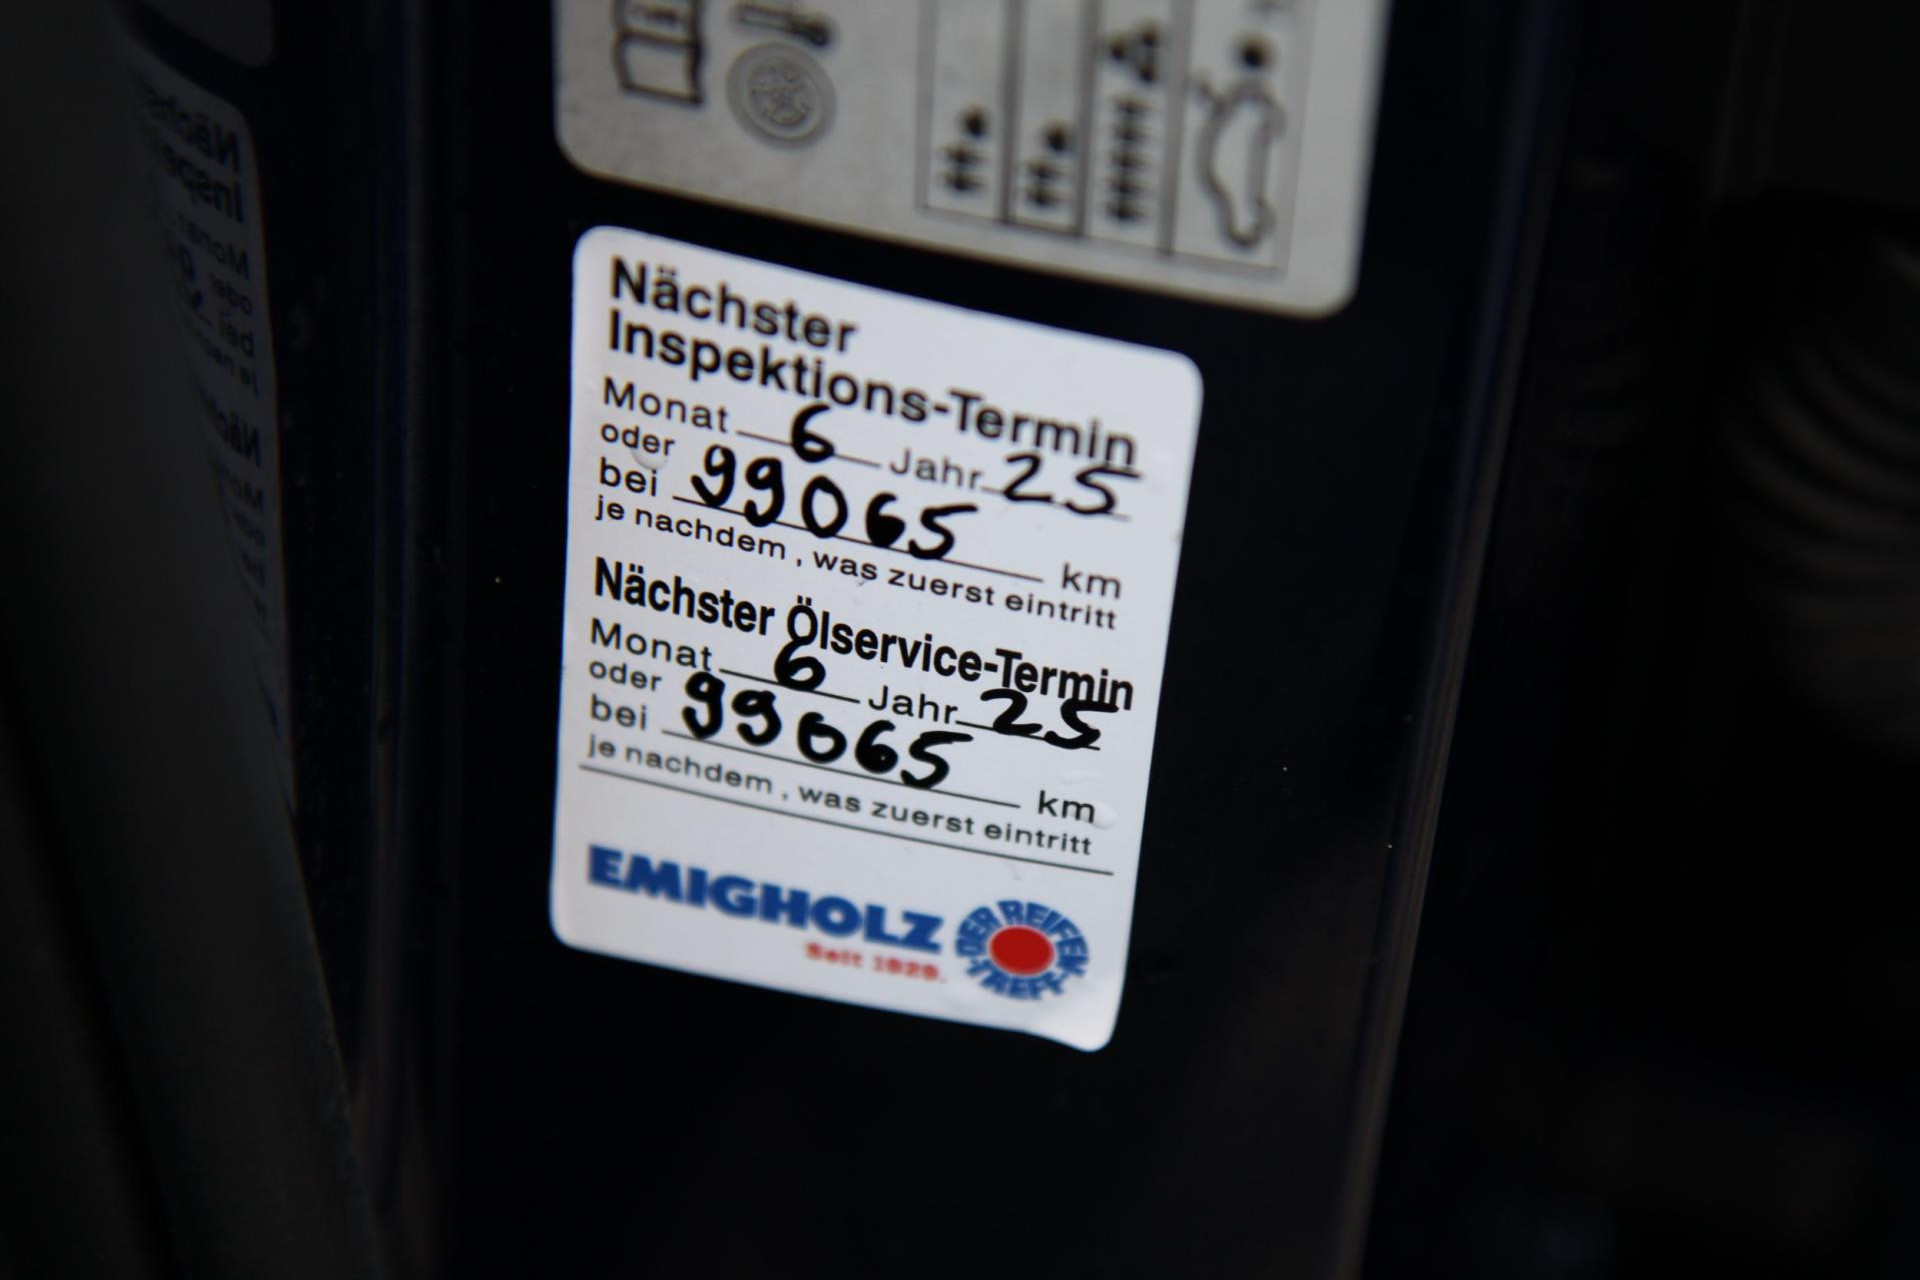 Nächster
Inspektions-Termin
Monat 6 Jahr 25
oder
bei 99065 km
je nachdem, was zuerst eintritt
Nächster Ölservice-Termin
Monat 6 Jahr 25
oder
bei 99065 km
je nachdem, was zuerst eintritt
EMIGHOLZ
Seit 1929.
DER REIFEN-TREFF-